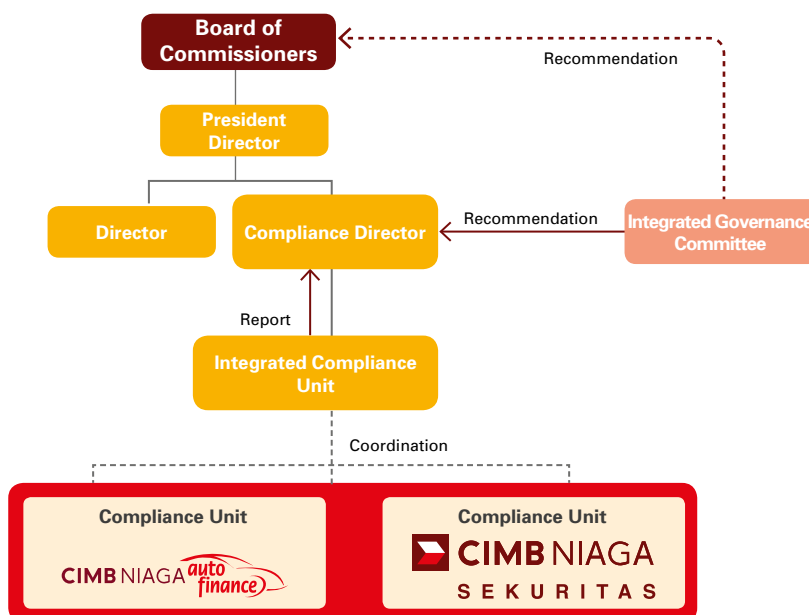 Board of
Commissioners
Recommendation
President
Director
Director
Compliance Director
Recommendation
Integrated Governance
Committee
Report
Integrated Compliance
Unit
Coordination
Compliance Unit
CIMB NIAGA auto
finance
Compliance Unit
CIMB NIAGA
SEKURITAS